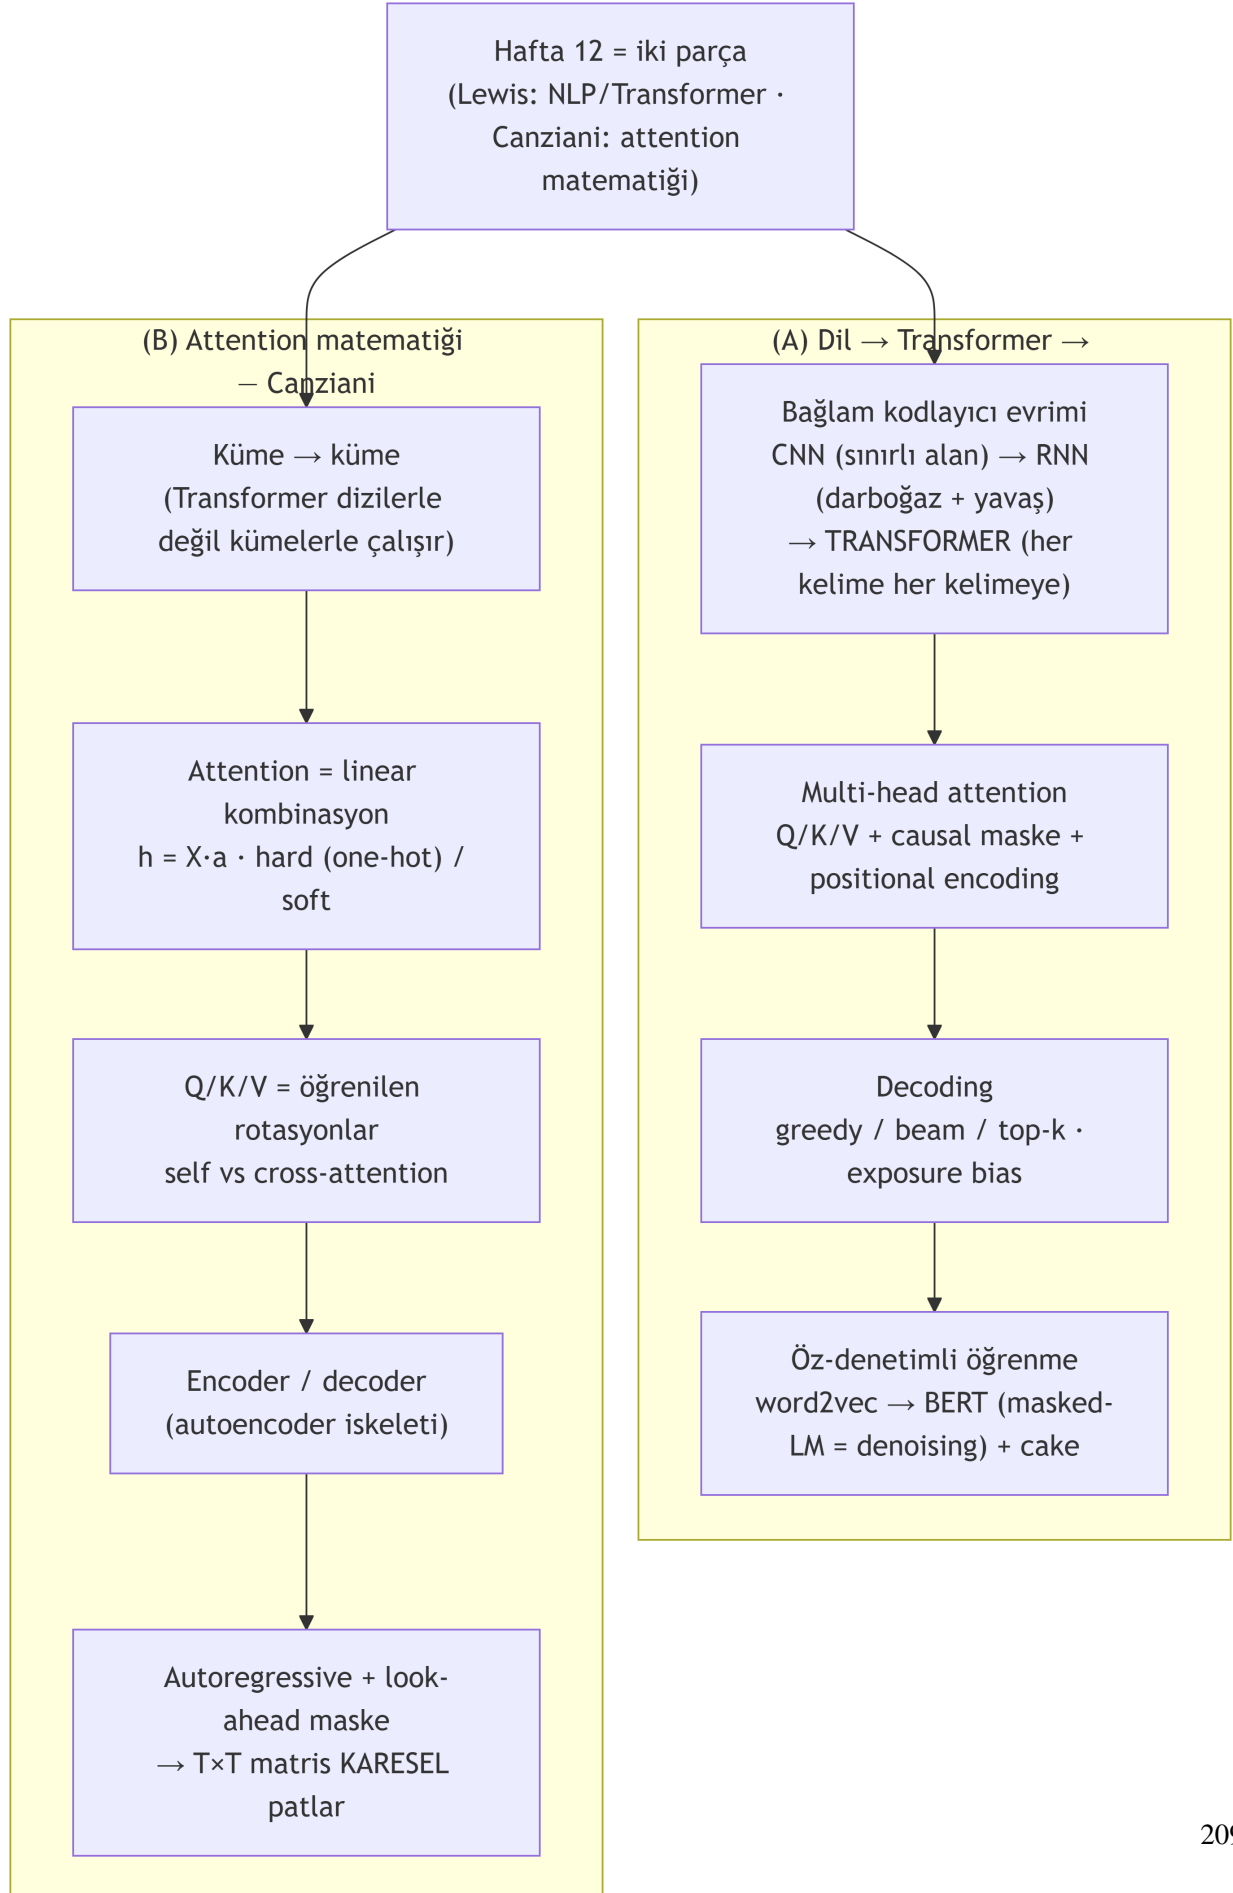 Hafta 12 = iki parça
(Lewis: NLP/Transformer ·
Canziani: attention
matematiği)
(B) Attention matematiği
— Canziani
Küme → küme
(Transformer dizilerle
değil kümelerle çalışır)
Attention = linear
kombinasyon
h = X·a · hard (one-hot) /
soft
Q/K/V = öğrenilen
rotasyonlar
self vs cross-attention
Encoder / decoder
(autoencoder iskeleti)
Autoregressive + look-
ahead maske
→ T×T matris KARESEL
patlar
(A) Dil → Transformer →
Bağlam kodlayıcı evrimi
CNN (sınırlı alan) → RNN
(darboğaz + yavaş)
→ TRANSFORMER (her
kelime her kelimeye)
Multi-head attention
Q/K/V + causal maske +
positional encoding
Decoding
greedy / beam / top-k ·
exposure bias
Öz-denetimli öğrenme
word2vec → BERT (masked-
LM = denoising) + cake
209